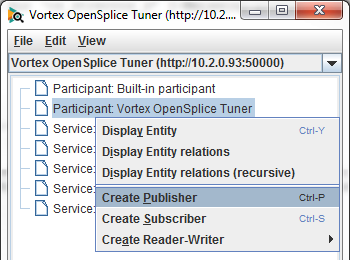 Vortex OpenSplice Tuner (http://10.2....
File Edit View
Vortex OpenSplice Tuner (http://10.2.0.93:50000)
Participant: Built-in participant
Participant: Vortex OpenSplice Tuner
Service:
Display Entity Ctrl-Y
Service:
Display Entity relations
Service:
Display Entity relations (recursive)
Service:
Create Publisher Ctrl-P
Service:
Create Subscriber Ctrl-S
Create Reader-Writer